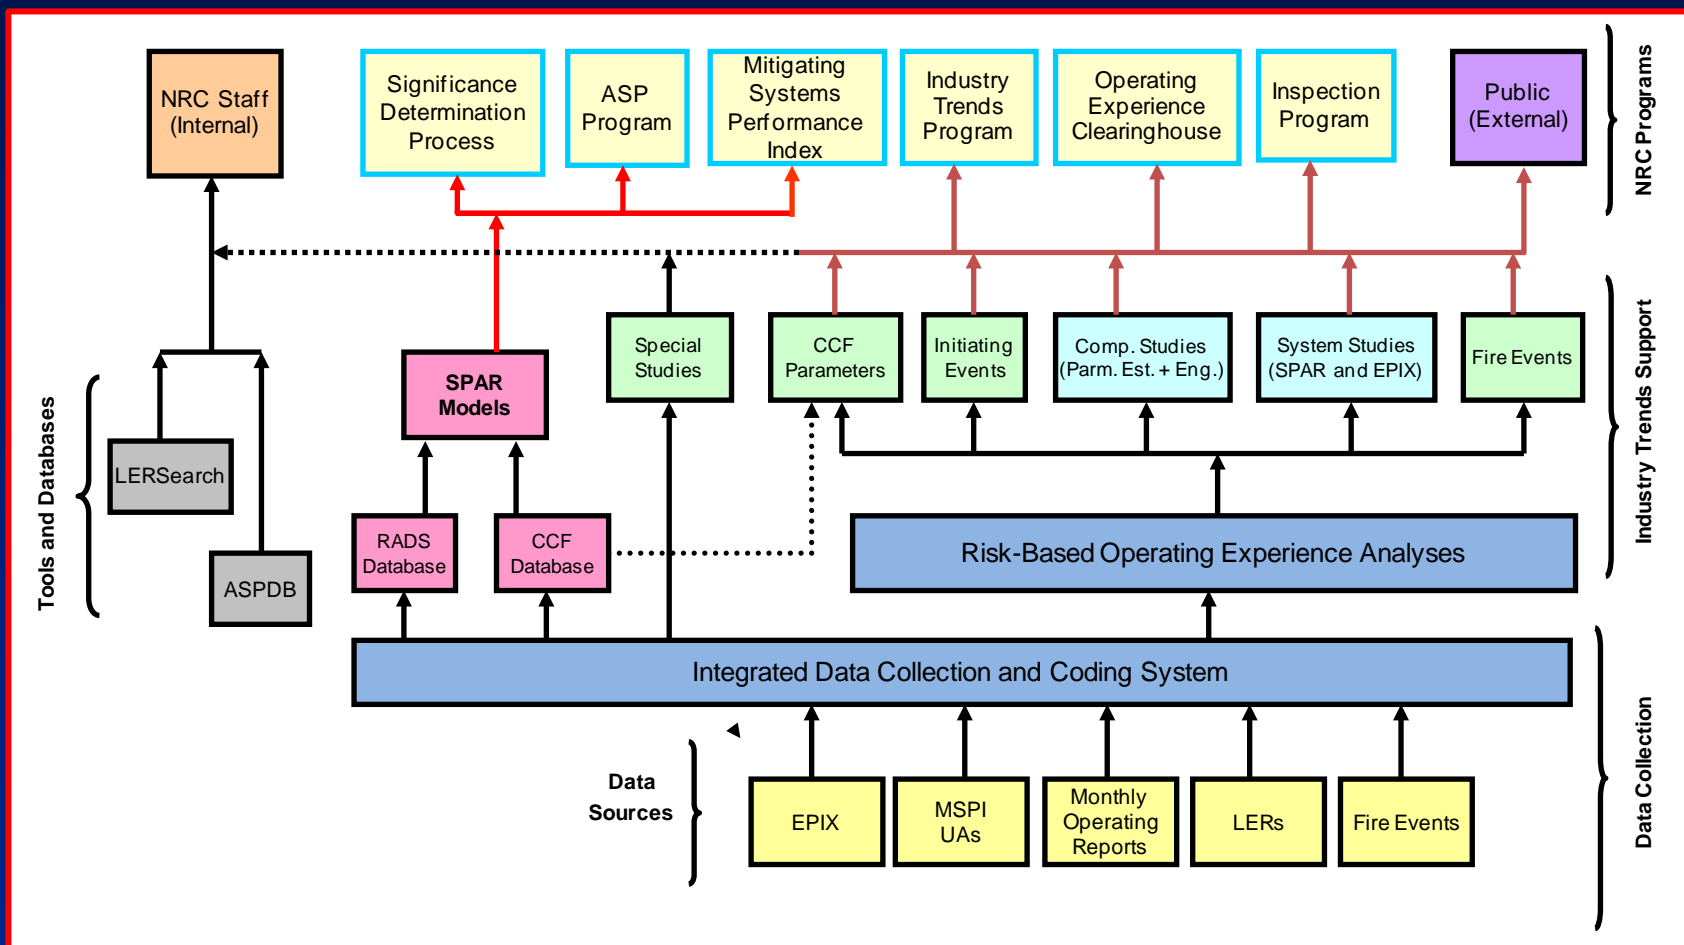 NRC Staff
(Internal)
Significance
Determination
Process
ASP
Program
Mitigating
Systems
Performance
Index
Industry
Trends
Program
Operating
Experience
Clearinghouse
Inspection
Program
Public
(External)
NRC Programs
Special
Studies
CCF
Parameters
Initiating
Events
Comp. Studies
(Parm. Est. + Eng.)
System Studies
(SPAR and EPIX)
Fire Events
Industry Trends Support
SPAR
Models
Tools and Databases
LERSearch
ASPDB
RADS
Database
CCF
Database
Risk-Based Operating Experience Analyses
Integrated Data Collection and Coding System
Data
Sources
EPIX
MSPI
UAs
Monthly
Operating
Reports
LERs
Fire Events
Data Collection